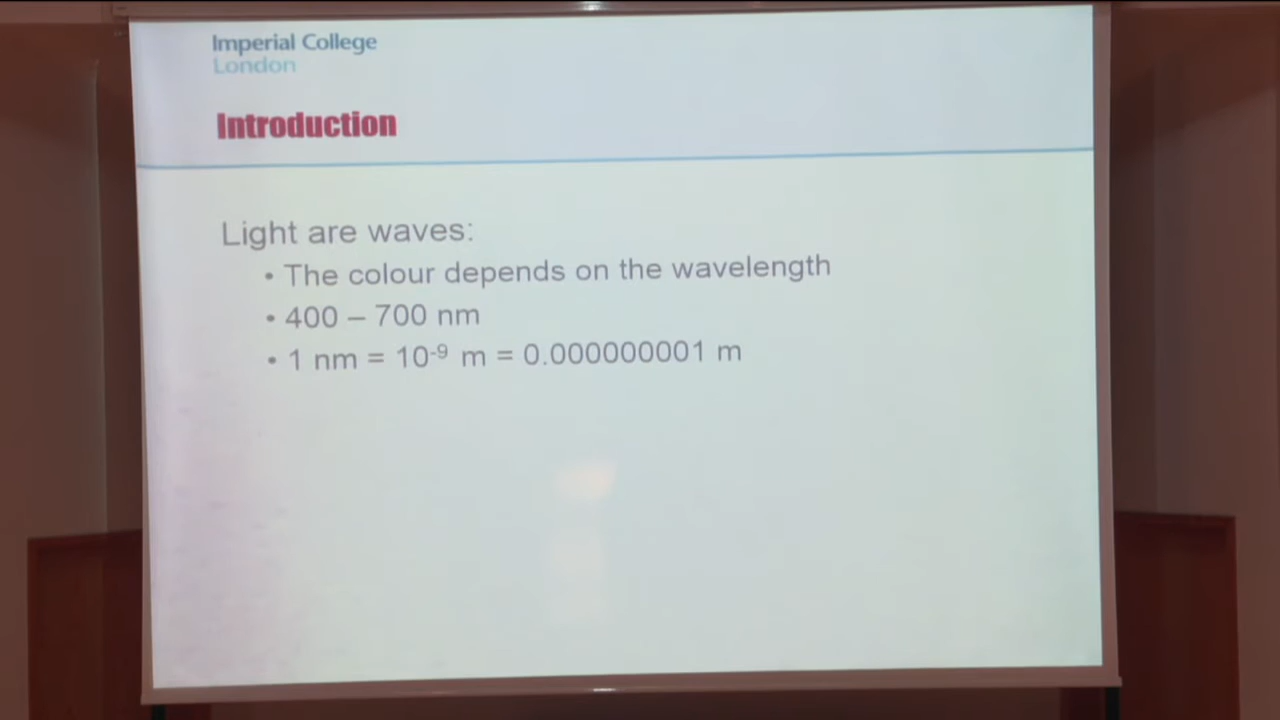 Imperial College
London
Introduction
Light are waves:
• The colour depends on the wavelength
• 400 – 700 nm
• 1 nm = 10⁻⁹ m = 0.000000001 m